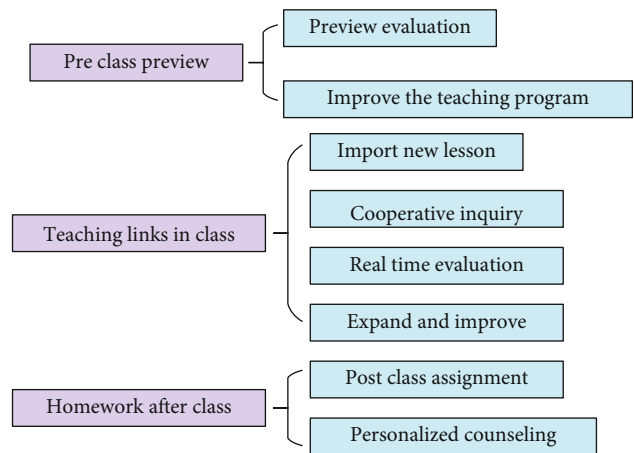 Preview evaluation
Pre class preview
Improve the teaching program
Import new lesson
Cooperative inquiry
Teaching links in class
Real time evaluation
Expand and improve
Post class assignment
Homework after class
Personalized counseling